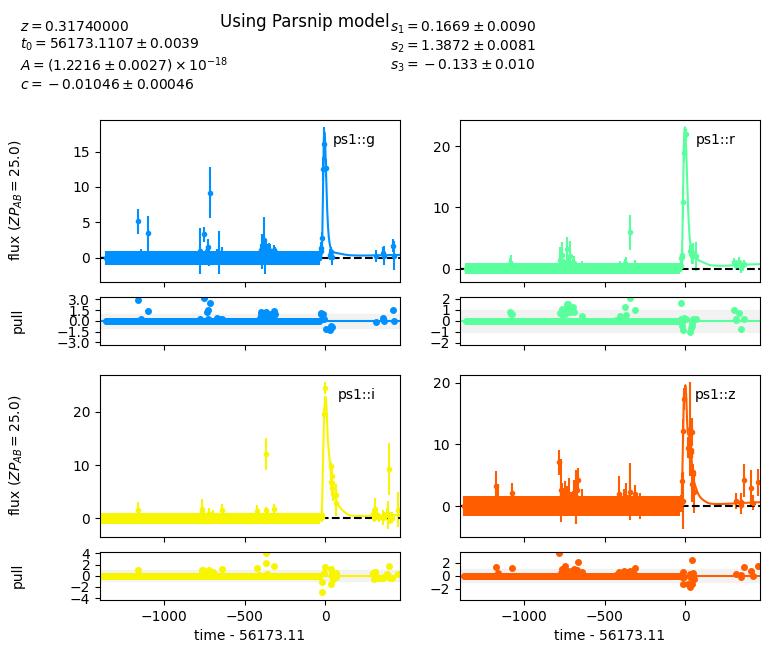 Using Parsnip model
z = 0.31740000
t₀ = 56173.1107 ± 0.0039
A = (1.2216 ± 0.0027) × 10⁻¹⁸
c = −0.01046 ± 0.00046
s₁ = 0.1669 ± 0.0090
s₂ = 1.3872 ± 0.0081
s₃ = −0.133 ± 0.010
flux (ZP_AB = 25.0)
15
10
5
0
ps1::g
20
10
0
ps1::r
pull
3.0
1.5
0.0
−1.5
−3.0
2
1
0
−1
−2
flux (ZP_AB = 25.0)
20
10
0
ps1::i
20
10
0
ps1::z
pull
4
2
0
−2
−4
2
0
−2
−1000
−500
0
time - 56173.11
−1000
−500
0
time - 56173.11